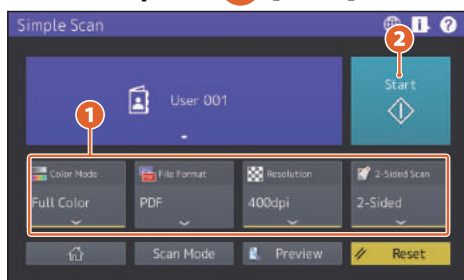 Simple Scan
2
User 001
Start
1
Color Mode
File Format
Resolution
2-Sided Scan
Full Color
PDF
400dpi
2-Sided
Scan Mode
Preview
Reset